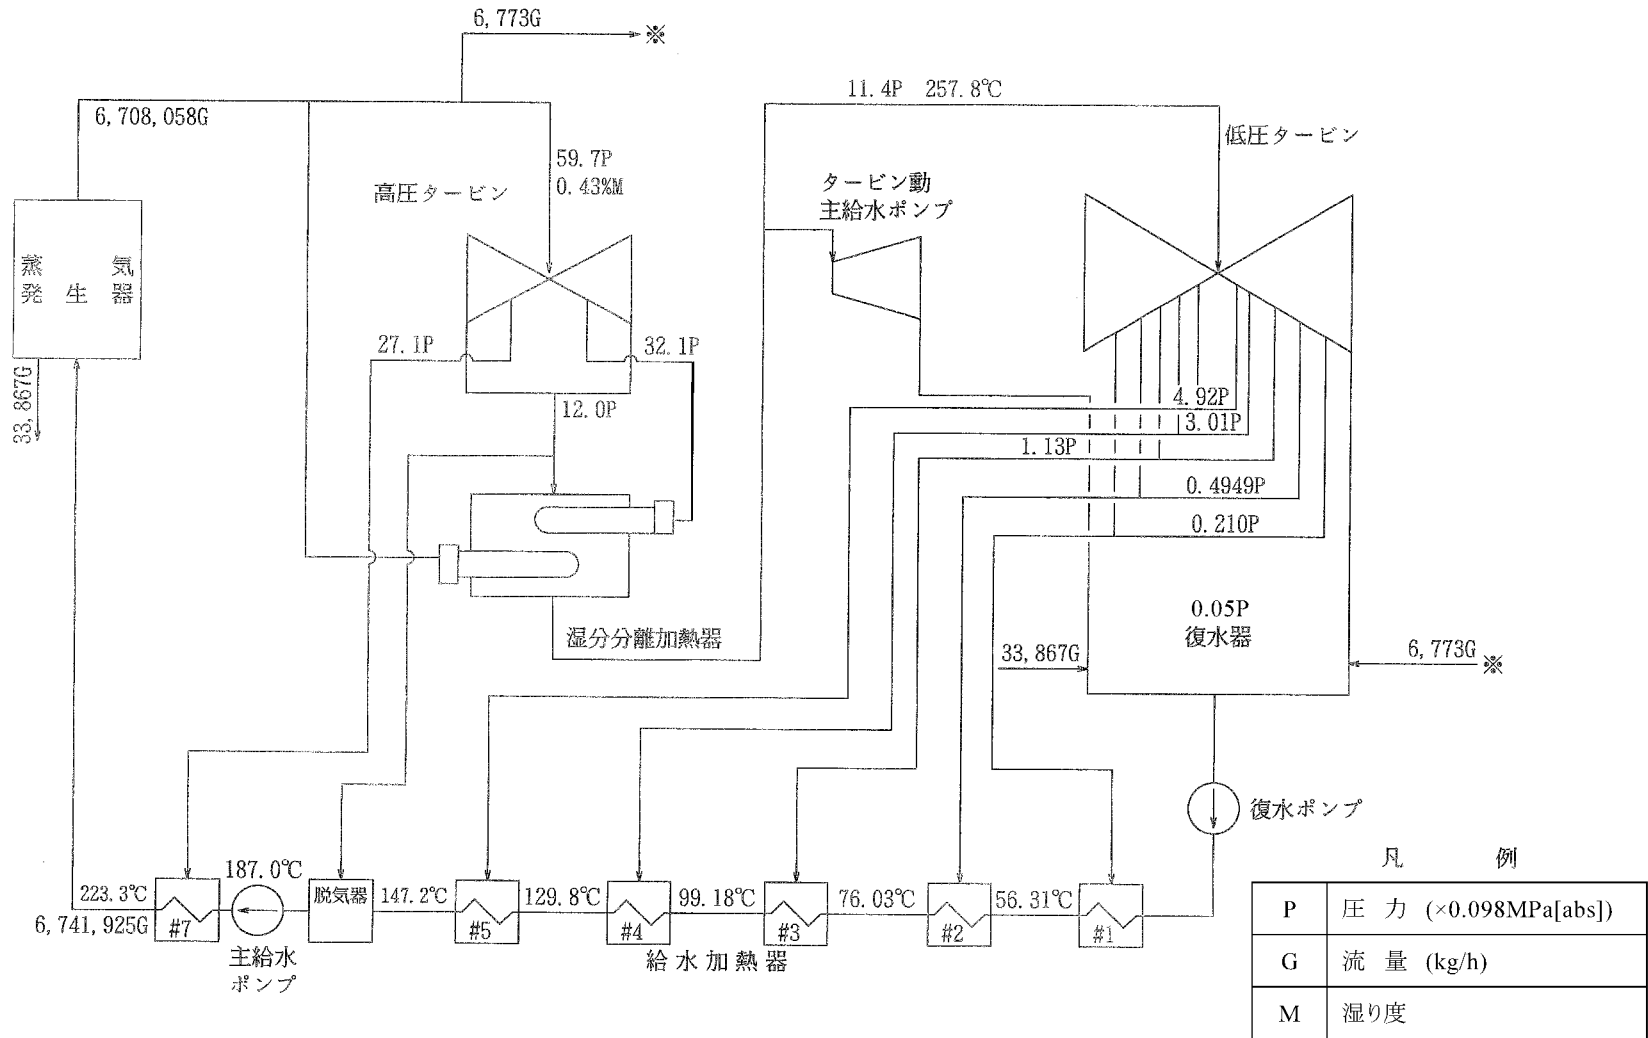 6,773G
※
6,708,058G
11.4P 257.8℃
低圧タービン
59.7P
0.43%M
高圧タービン
タービン動
主給水ポンプ
蒸気
発生器
27.1P
32.1P
33,867G
12.0P
4.92P
3.01P
1.13P
0.4949P
0.210P
湿分分離加熱器
0.05P
復水器
33,867G
6,773G
※
復水ポンプ
223.3℃
187.0℃
脱気器
147.2℃
129.8℃
99.18℃
76.03℃
56.31℃
6,741,925G
#7
#5
#4
#3
#2
#1
主給水
ポンプ
給水加熱器
凡例
P 圧力 (×0.098MPa[abs])
G 流量 (kg/h)
M 湿り度